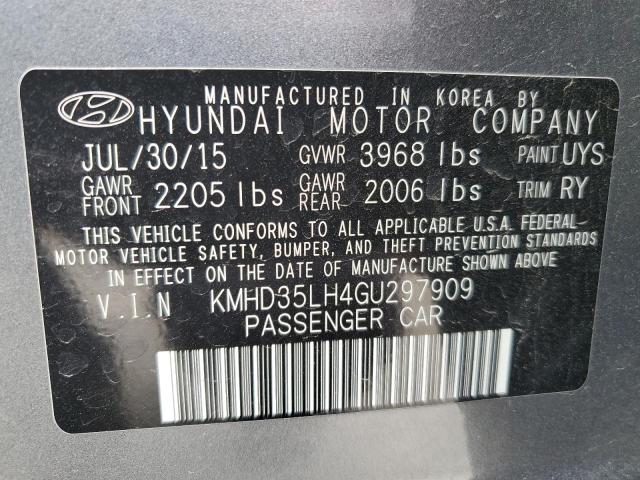 MANUFACTURED IN KOREA BY
HYUNDAI MOTOR COMPANY
JUL/30/15 GVWR 3968 lbs PAINT UYS
GAWR FRONT 2205 lbs GAWR REAR 2006 lbs TRIM RY
THIS VEHICLE CONFORMS TO ALL APPLICABLE U.S.A. FEDERAL
MOTOR VEHICLE SAFETY, BUMPER, AND THEFT PREVENTION STANDARDS
IN EFFECT ON THE DATE OF MANUFACTURE SHOWN ABOVE
V.I.N KMHD35LH4GU297909
PASSENGER CAR